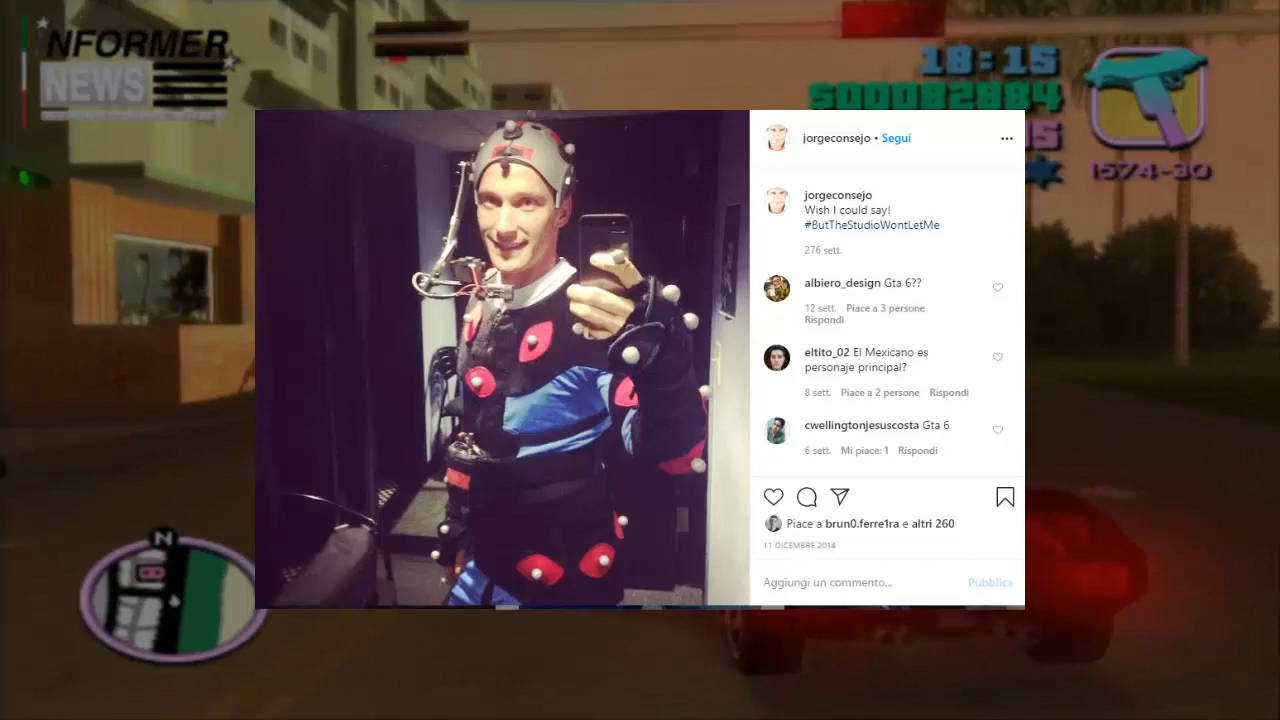 NFORMER
NEWS
18:15
$00082884
1574-30
N
jorgeconsejo • Segui
jorgeconsejo
Wish I could say!
#ButTheStudioWontLetMe
276 sett.
albiero_design Gta 6??
12 sett. Piace a 3 persone
Rispondi
eltito_02 El Mexicano es
personaje principal?
8 sett. Piace a 2 persone Rispondi
cwellingtonjesuscosta Gta 6
6 sett. Mi piace: 1 Rispondi
Piace a brun0.ferre1ra e altri 260
11 DICEMBRE 2014
Aggiungi un commento...
Pubblica